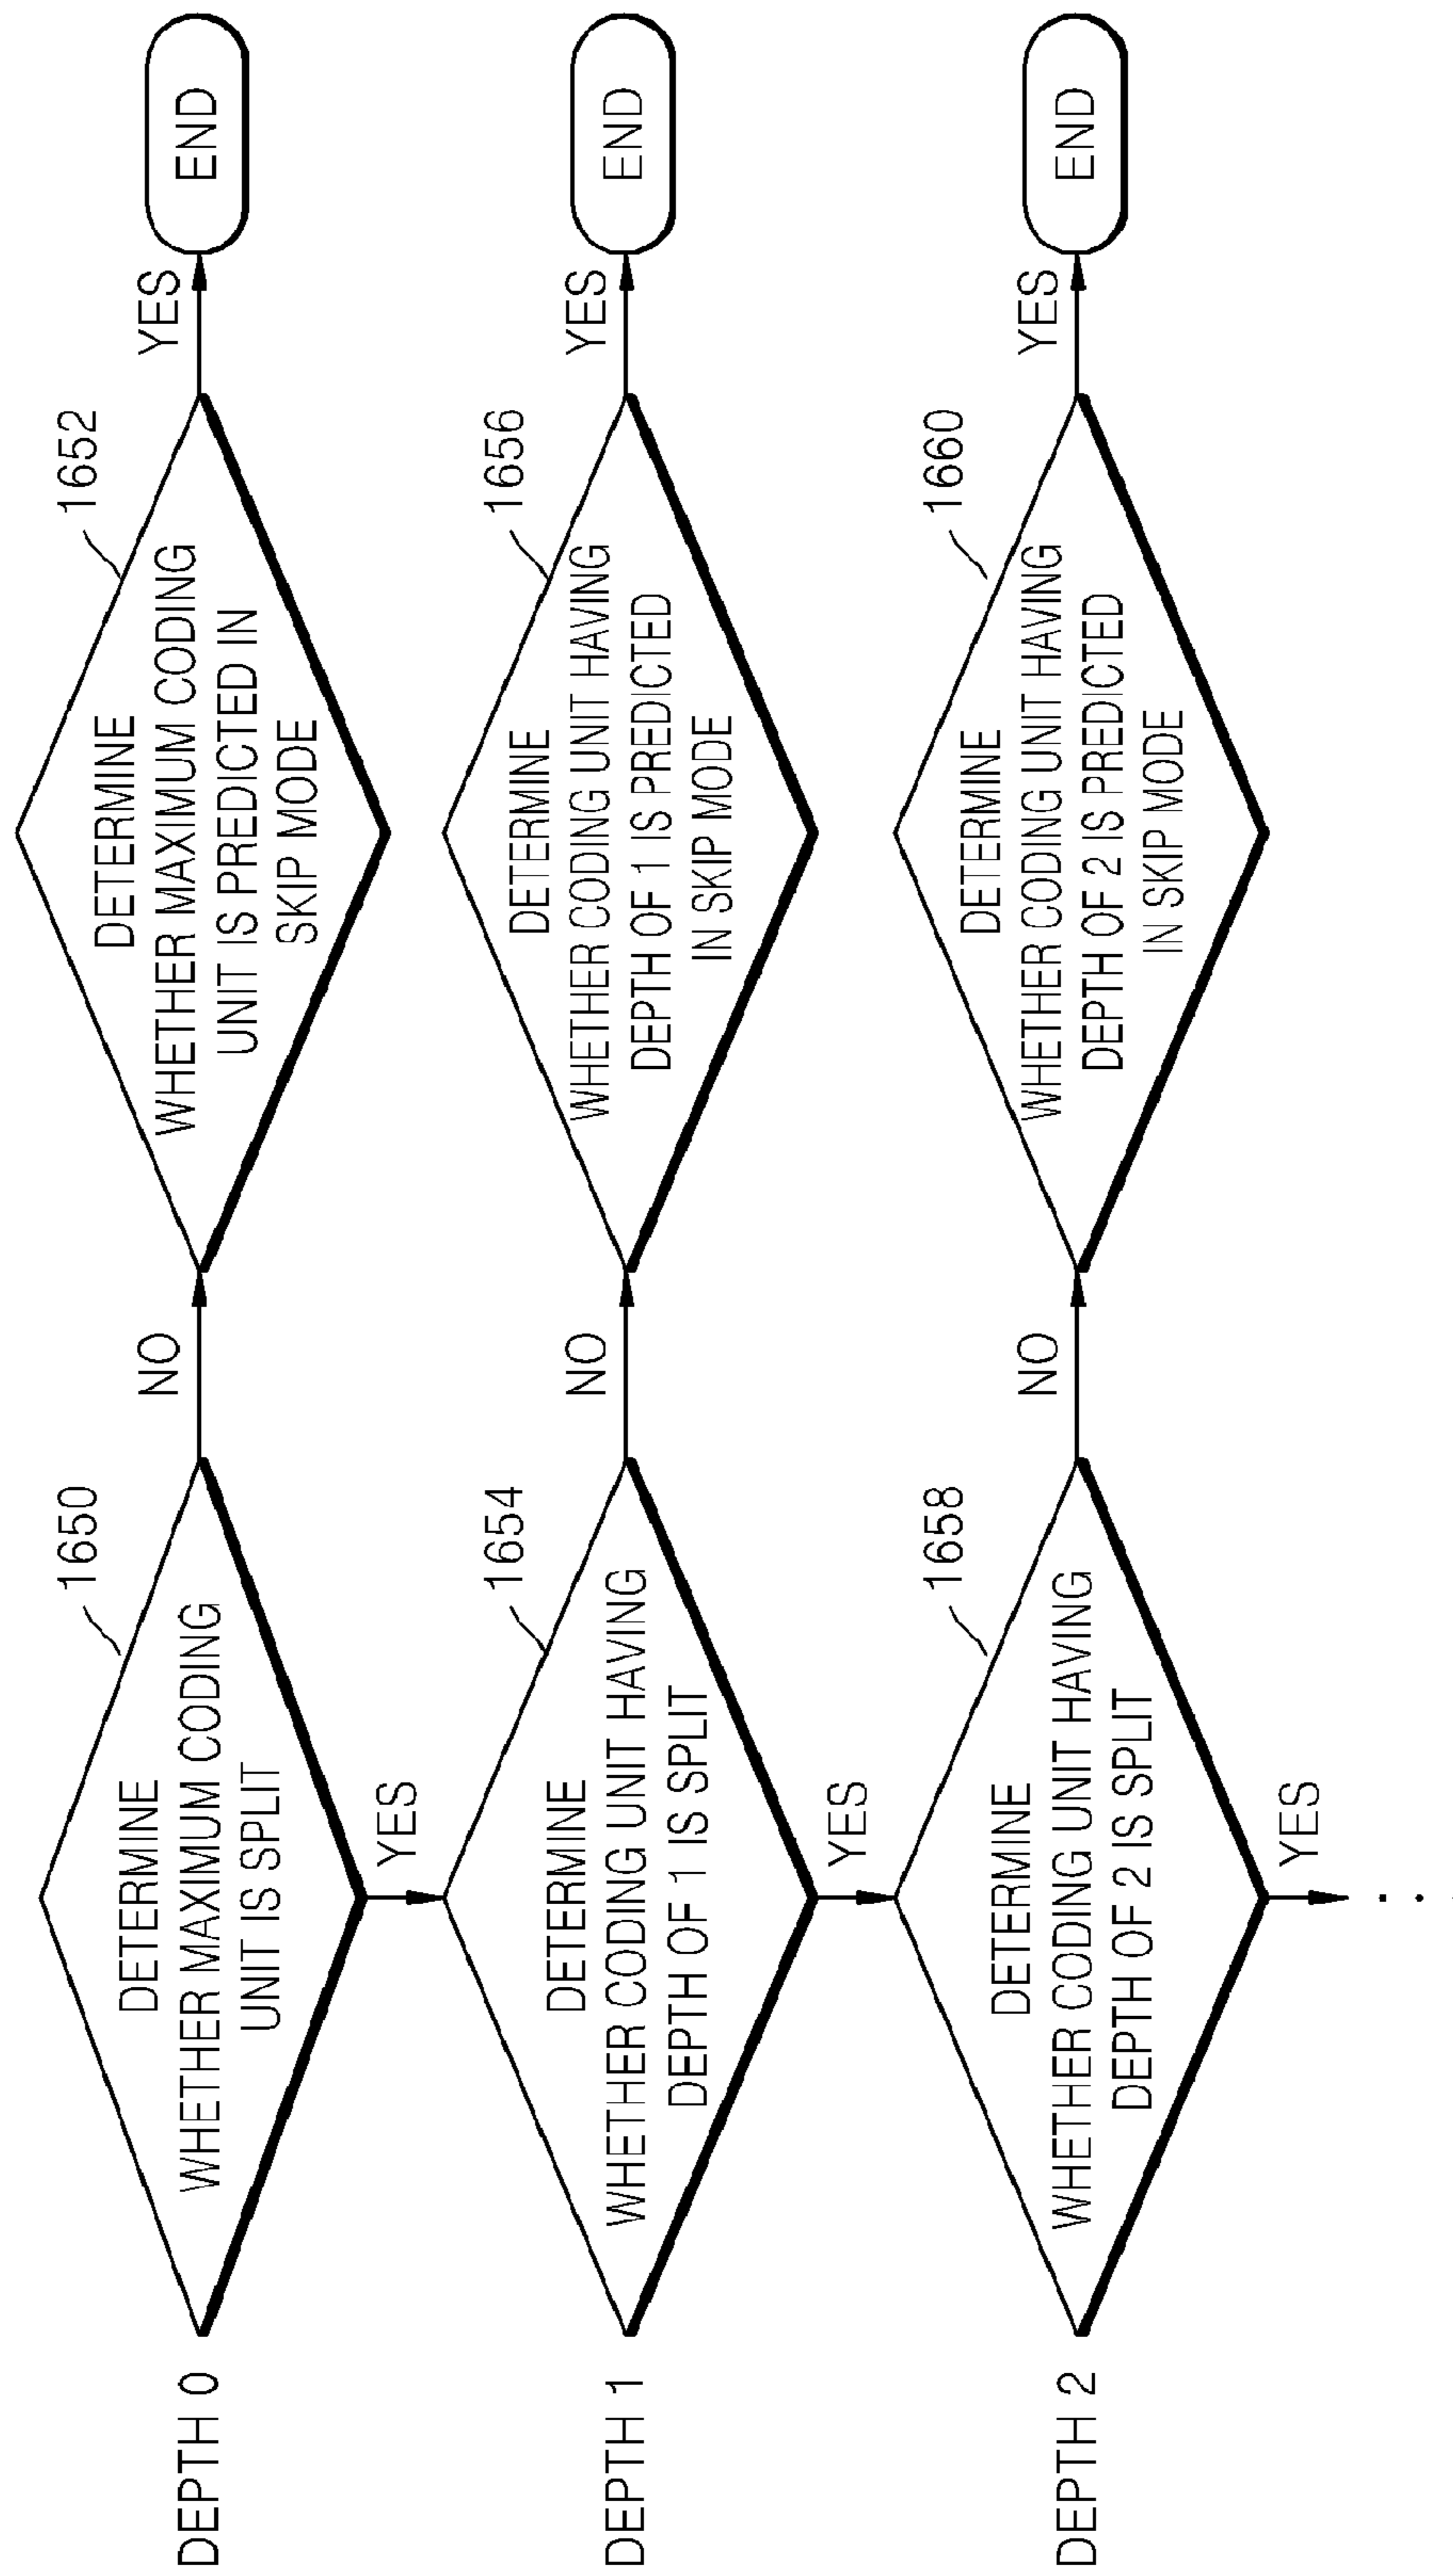 DEPTH 0
DETERMINE
WHETHER MAXIMUM CODING
UNIT IS SPLIT
1650
NO
DETERMINE
WHETHER MAXIMUM CODING
UNIT IS PREDICTED IN
SKIP MODE
1652
YES
END
YES
DEPTH 1
DETERMINE
WHETHER CODING UNIT HAVING
DEPTH OF 1 IS SPLIT
1654
NO
DETERMINE
WHETHER CODING UNIT HAVING
DEPTH OF 1 IS PREDICTED
IN SKIP MODE
1656
YES
END
YES
DEPTH 2
DETERMINE
WHETHER CODING UNIT HAVING
DEPTH OF 2 IS SPLIT
1658
NO
DETERMINE
WHETHER CODING UNIT HAVING
DEPTH OF 2 IS PREDICTED
IN SKIP MODE
1660
YES
END
YES